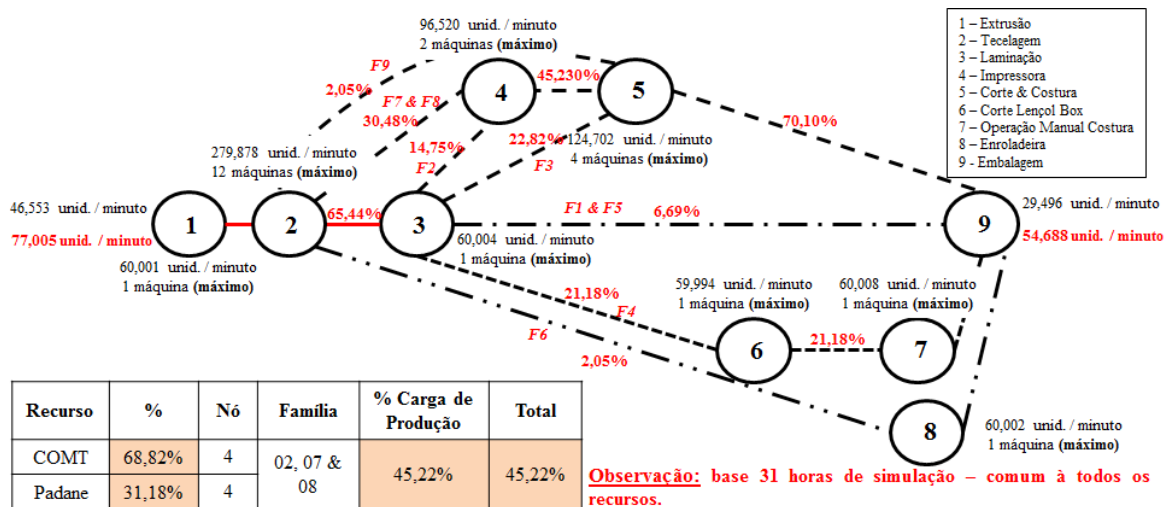 96,520 unid. / minuto
2 máquinas (máximo)
1 – Extrusão
2 – Tecelagem
3 – Laminação
4 – Impressora
5 – Corte & Costura
6 – Corte Lençol Box
7 – Operação Manual Costura
8 – Enroladeira
9 - Embalagem
F9
2,05%
F7 & F8
30,48%
4
45,230%
5
70,10%
279,878 unid. / minuto
12 máquinas (máximo)
14,75%
F2
22,82%
F3
124,702 unid. / minuto
4 máquinas (máximo)
46,553 unid. / minuto
77,005 unid. / minuto
1
2
65,44%
3
F1 & F5
6,69%
9
29,496 unid. / minuto
54,688 unid. / minuto
60,001 unid. / minuto
1 máquina (máximo)
60,004 unid. / minuto
1 máquina (máximo)
21,18%
F4
F6
2,05%
59,994 unid. / minuto
1 máquina (máximo)
60,008 unid. / minuto
1 máquina (máximo)
6
21,18%
7
8
60,002 unid. / minuto
1 máquina (máximo)
Recurso % Nó Família % Carga de Produção Total
COMT 68,82% 4 02, 07 & 08 45,22% 45,22%
Padane 31,18% 4
Observação: base 31 horas de simulação – comum à todos os
recursos.